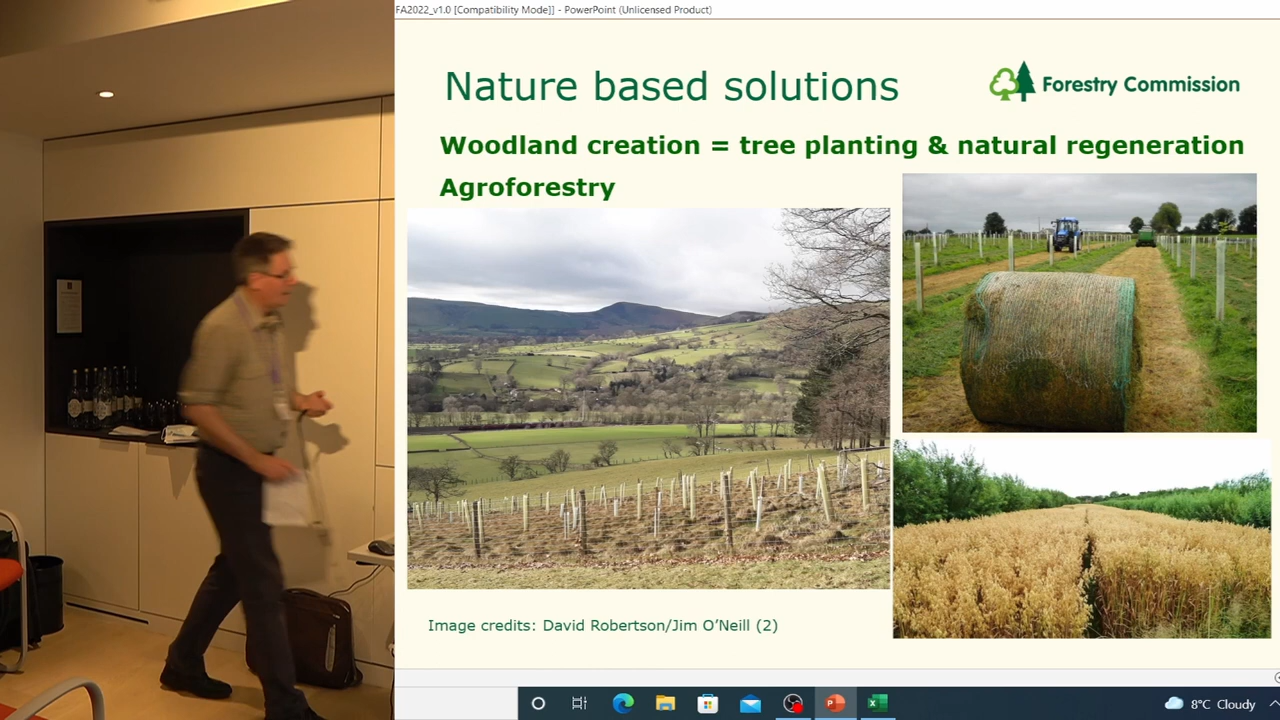 FA2022_v1.0 [Compatibility Mode]] - PowerPoint (Unlicensed Product)
Nature based solutions
Forestry Commission
Woodland creation = tree planting & natural regeneration
Agroforestry
Image credits: David Robertson/Jim O'Neill (2)
8°C Cloudy